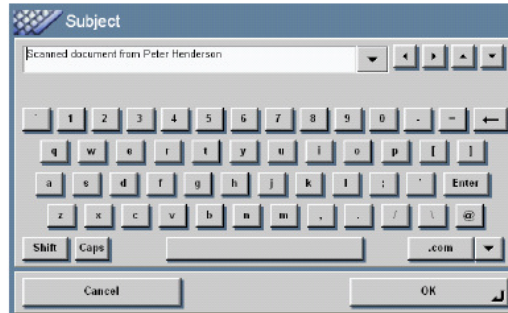 Subject
Scanned document from Peter Henderson
` 1 2 3 4 5 6 7 8 9 0 - = ←
q w e r t y u i o p [ ]
a s d f g h j k l ; ' Enter
z x c v b n m , . / \ @
Shift Caps .com
Cancel OK